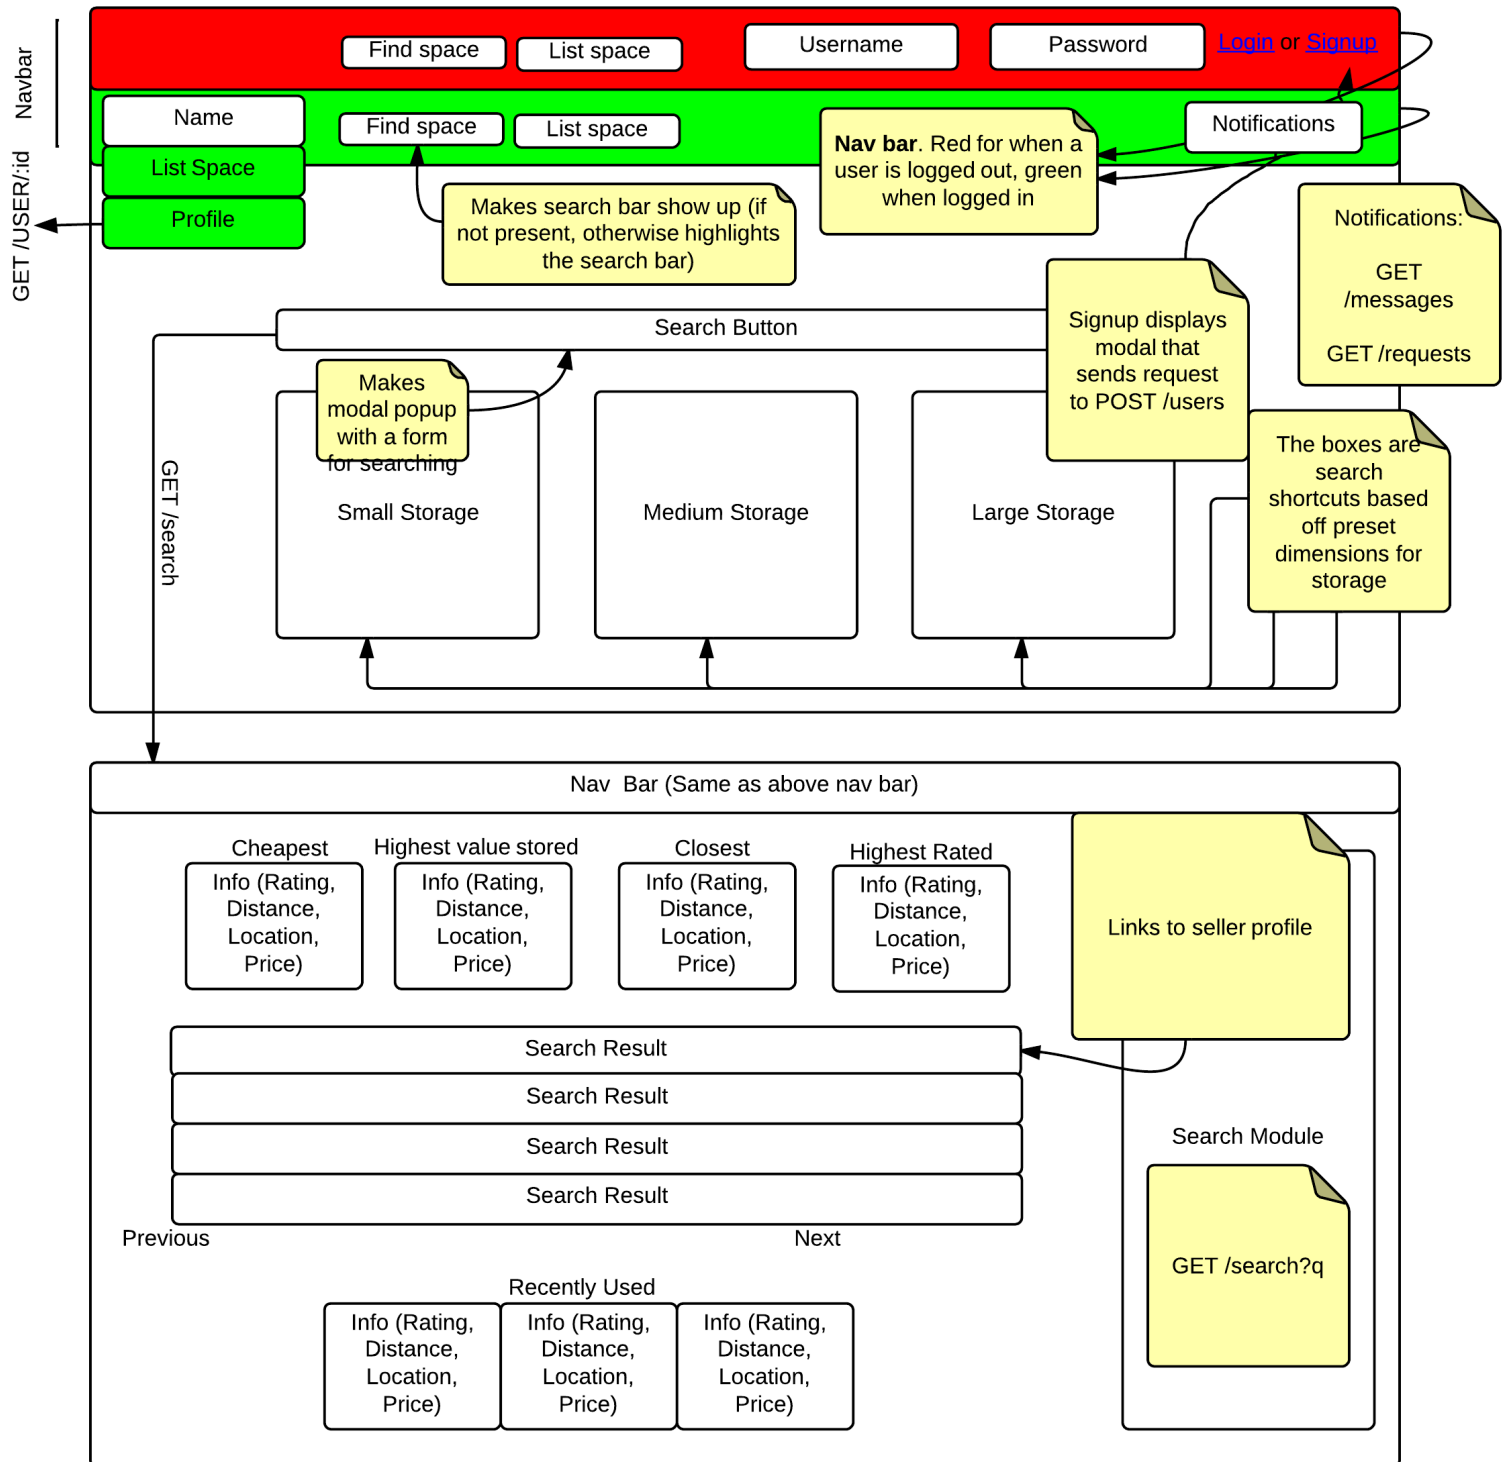 Navbar
Find space
List space
Username
Password
Login or Signup
Name
List Space
Profile
Find space
List space
Notifications
Nav bar. Red for when a
user is logged out, green
when logged in
GET /USER/:id
Makes search bar show up (if
not present, otherwise highlights
the search bar)
Notifications:
GET
/messages
GET /requests
Search Button
Signup displays
modal that
sends request
to POST /users
Makes
modal popup
with a form
for searching
Small Storage
Medium Storage
Large Storage
The boxes are
search
shortcuts based
off preset
dimensions for
storage
GET /search
Nav Bar (Same as above nav bar)
Cheapest
Info (Rating,
Distance,
Location,
Price)
Highest value stored
Info (Rating,
Distance,
Location,
Price)
Closest
Info (Rating,
Distance,
Location,
Price)
Highest Rated
Info (Rating,
Distance,
Location,
Price)
Links to seller profile
Search Result
Search Result
Search Result
Search Result
Previous
Next
Search Module
GET /search?q
Recently Used
Info (Rating,
Distance,
Location,
Price)
Info (Rating,
Distance,
Location,
Price)
Info (Rating,
Distance,
Location,
Price)